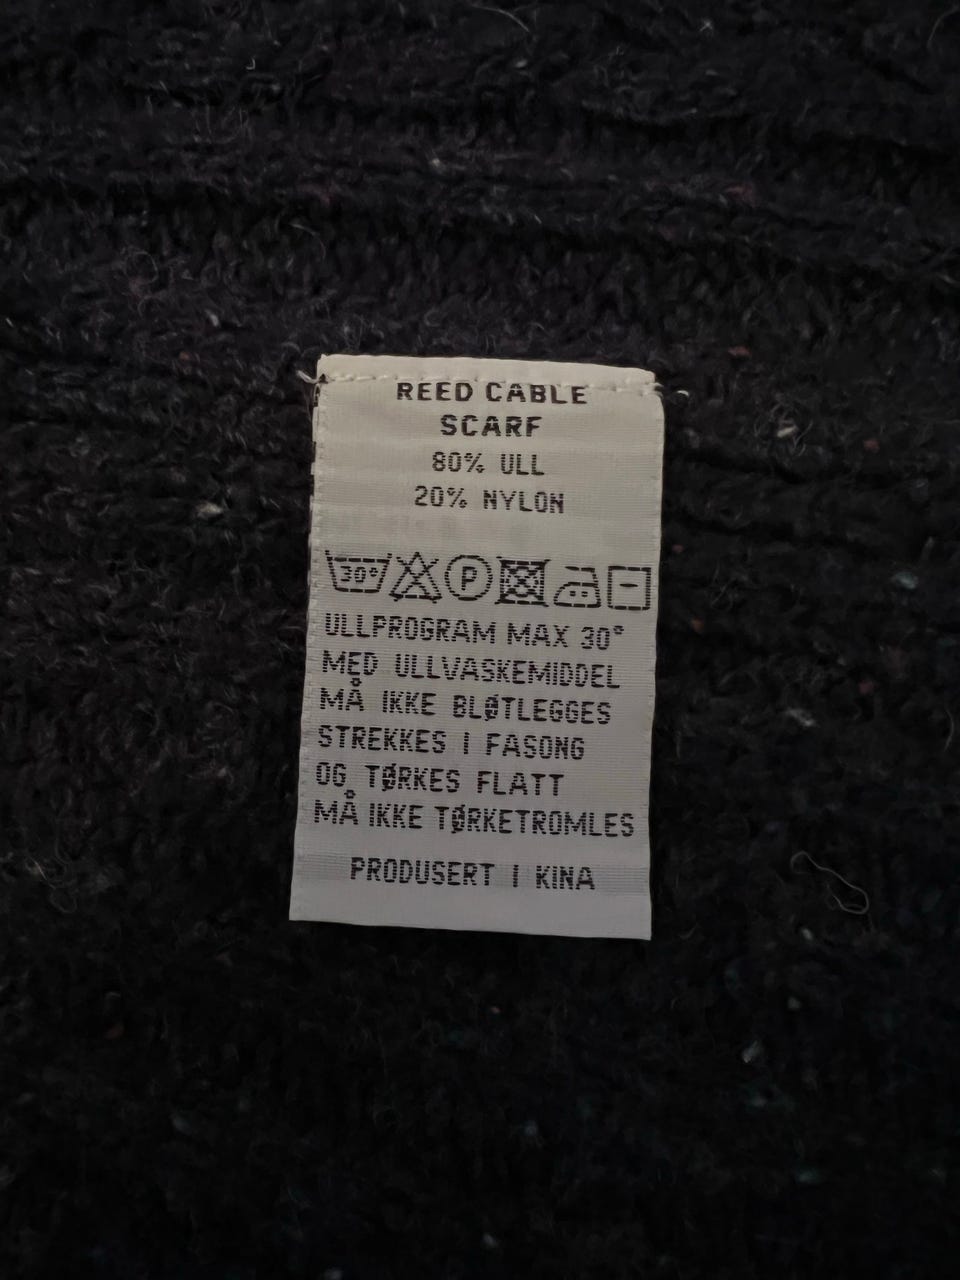 REED CABLE
SCARF
80% ULL
20% NYLON
30° P
ULLPROGRAM MAX 30°
MED ULLVASKEMIDDEL
MÅ IKKE BLØTLEGGES
STREKKES I FASONG
OG TØRKES FLATT
MÅ IKKE TØRKETROMLES
PRODUSERT I KINA